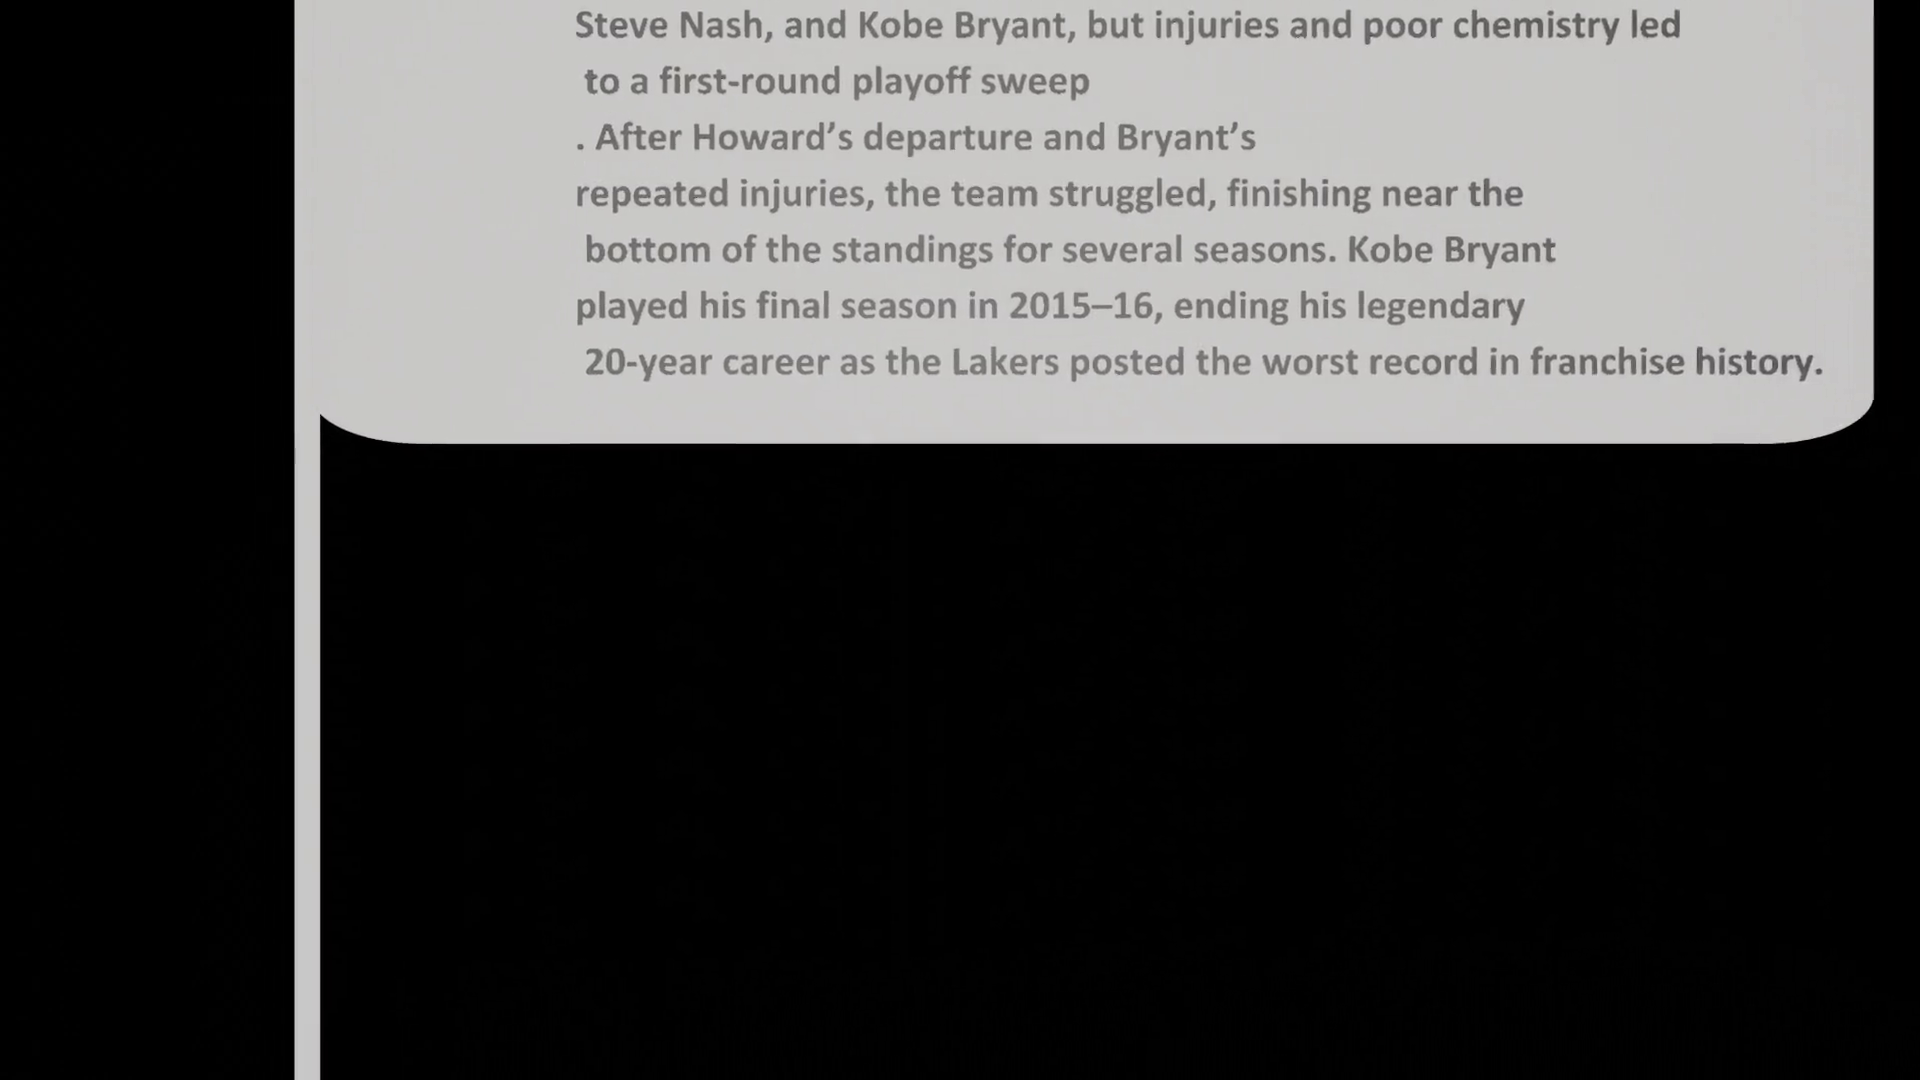 Steve Nash, and Kobe Bryant, but injuries and poor chemistry led
to a first-round playoff sweep
. After Howard’s departure and Bryant’s
repeated injuries, the team struggled, finishing near the
bottom of the standings for several seasons. Kobe Bryant
played his final season in 2015–16, ending his legendary
20-year career as the Lakers posted the worst record in franchise history.